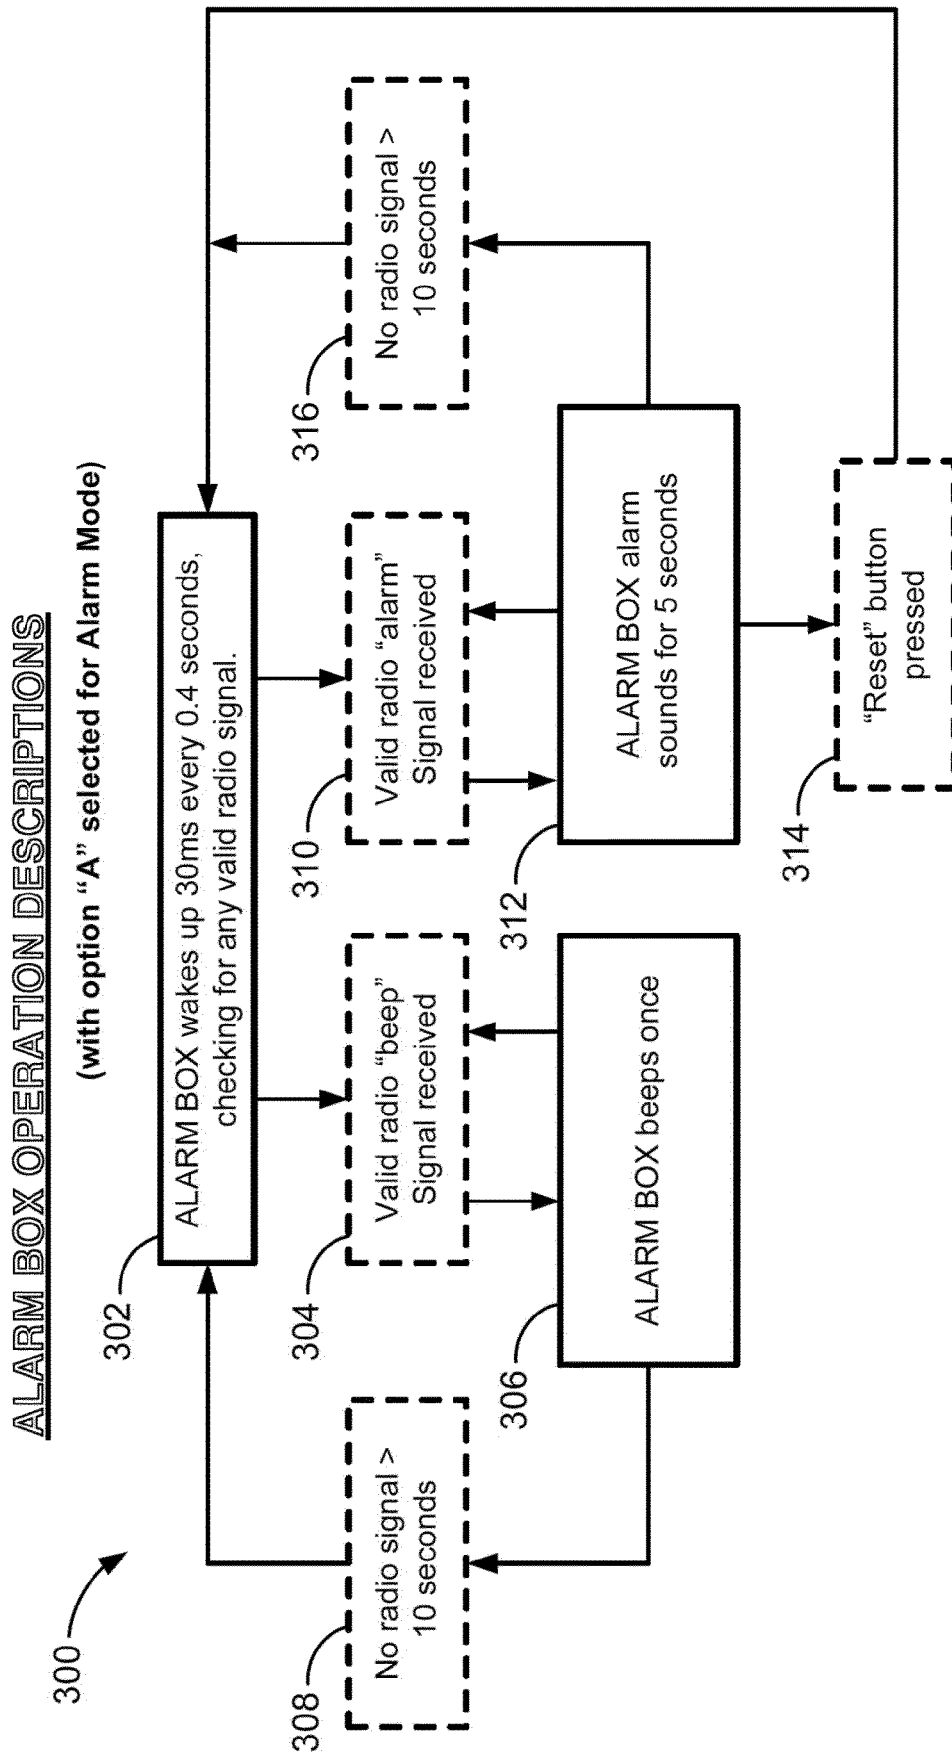 ALARM BOX OPERATION DESCRIPTIONS
(with option “A” selected for Alarm Mode)
300
302
ALARM BOX wakes up 30ms every 0.4 seconds,
checking for any valid radio signal.
308
No radio signal >
10 seconds
304
Valid radio “beep”
Signal received
310
Valid radio “alarm”
Signal received
316
No radio signal >
10 seconds
306
ALARM BOX beeps once
312
ALARM BOX alarm
sounds for 5 seconds
314
“Reset” button
pressed